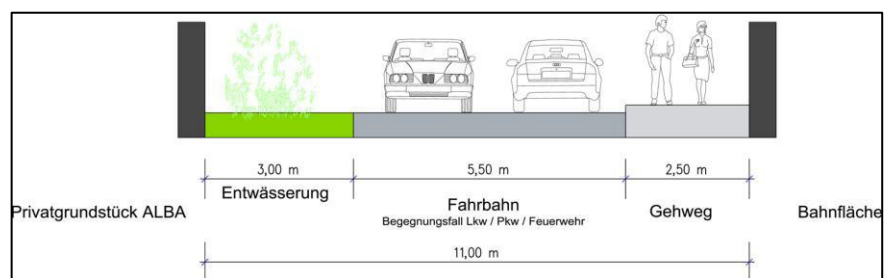 3,00 m
5,50 m
2,50 m
Entwässerung
Fahrbahn
Begegnungsfall Lkw / Pkw / Feuerwehr
Gehweg
Privatgrundstück ALBA
Bahnfläche
11,00 m